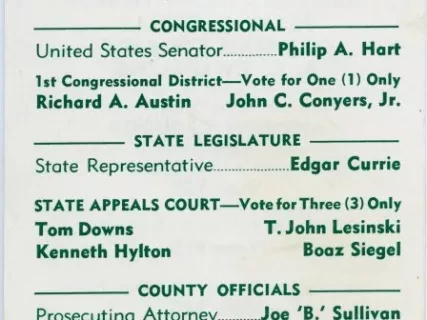 CONGRESSIONAL
United States Senator..............Philip A. Hart
1st Congressional District—Vote for One (1) Only
Richard A. Austin John C. Conyers, Jr.
STATE LEGISLATURE
State Representative....................Edgar Currie
STATE APPEALS COURT—Vote for Three (3) Only
Tom Downs T. John Lesinski
Kenneth Hylton Boaz Siegel
COUNTY OFFICIALS
Prosecuting Attorney...........Joe 'B.' Sullivan